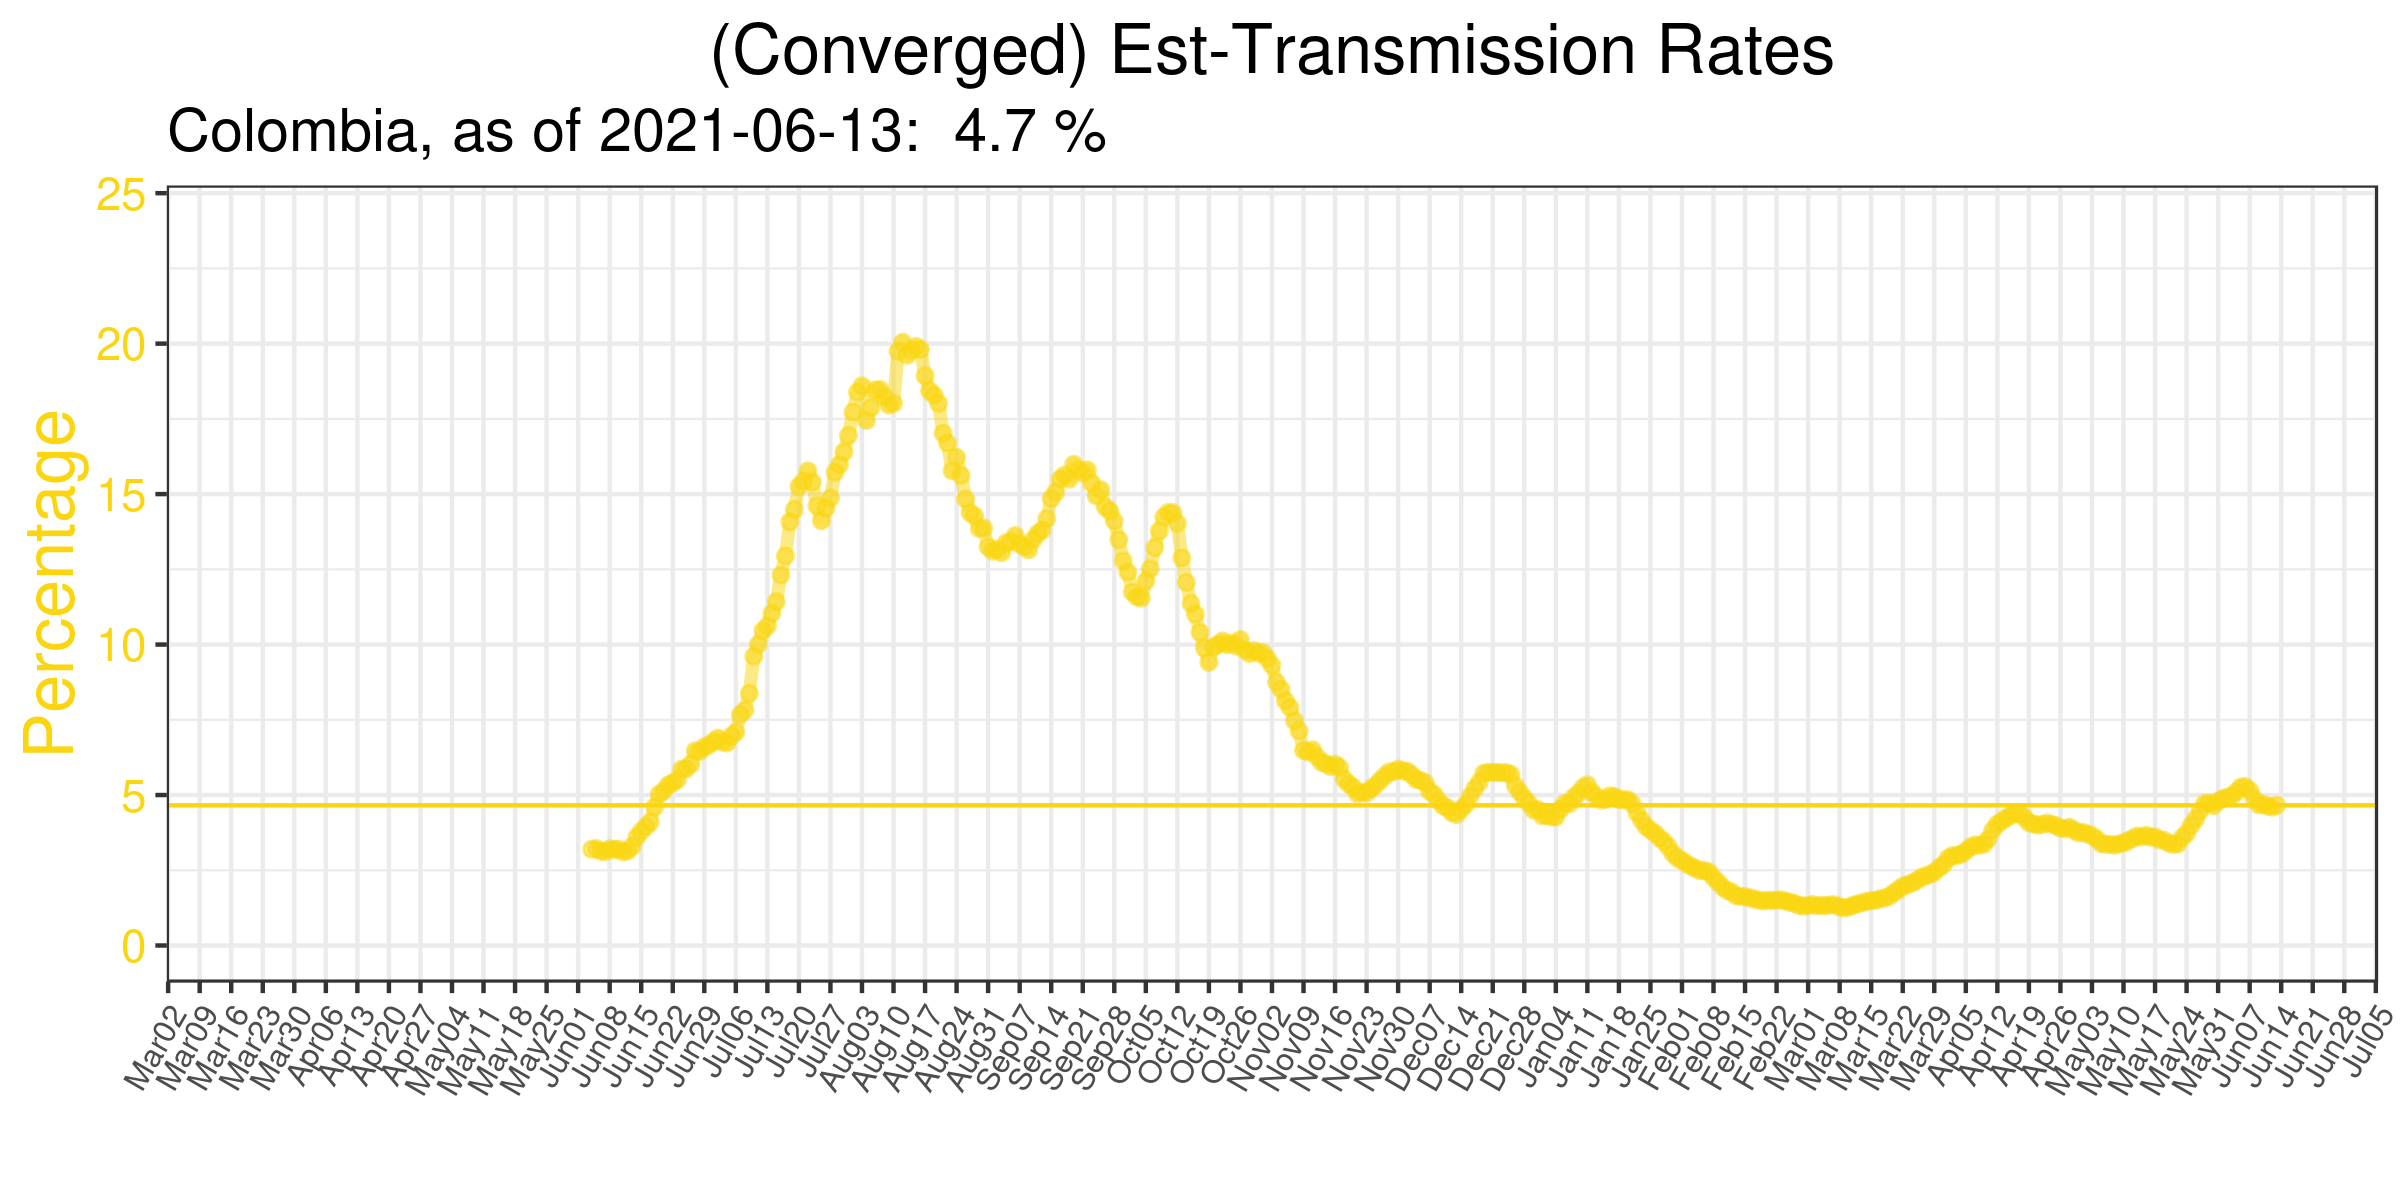 (Converged) Est-Transmission Rates
Colombia, as of 2021-06-13:  4.7 %
Percentage
25
20
15
10
5
0
Mar02
Mar09
Mar16
Mar23
Mar30
Apr06
Apr13
Apr20
Apr27
May04
May11
May18
May25
Jun01
Jun08
Jun15
Jun22
Jun29
Jul06
Jul13
Jul20
Jul27
Aug03
Aug10
Aug17
Aug24
Aug31
Sep07
Sep14
Sep21
Sep28
Oct05
Oct12
Oct19
Oct26
Nov02
Nov09
Nov16
Nov23
Nov30
Dec07
Dec14
Dec21
Dec28
Jan04
Jan11
Jan18
Jan25
Feb01
Feb08
Feb15
Feb22
Mar01
Mar08
Mar15
Mar22
Mar29
Apr05
Apr12
Apr19
Apr26
May03
May10
May17
May24
May31
Jun07
Jun14
Jun21
Jun28
Jul05